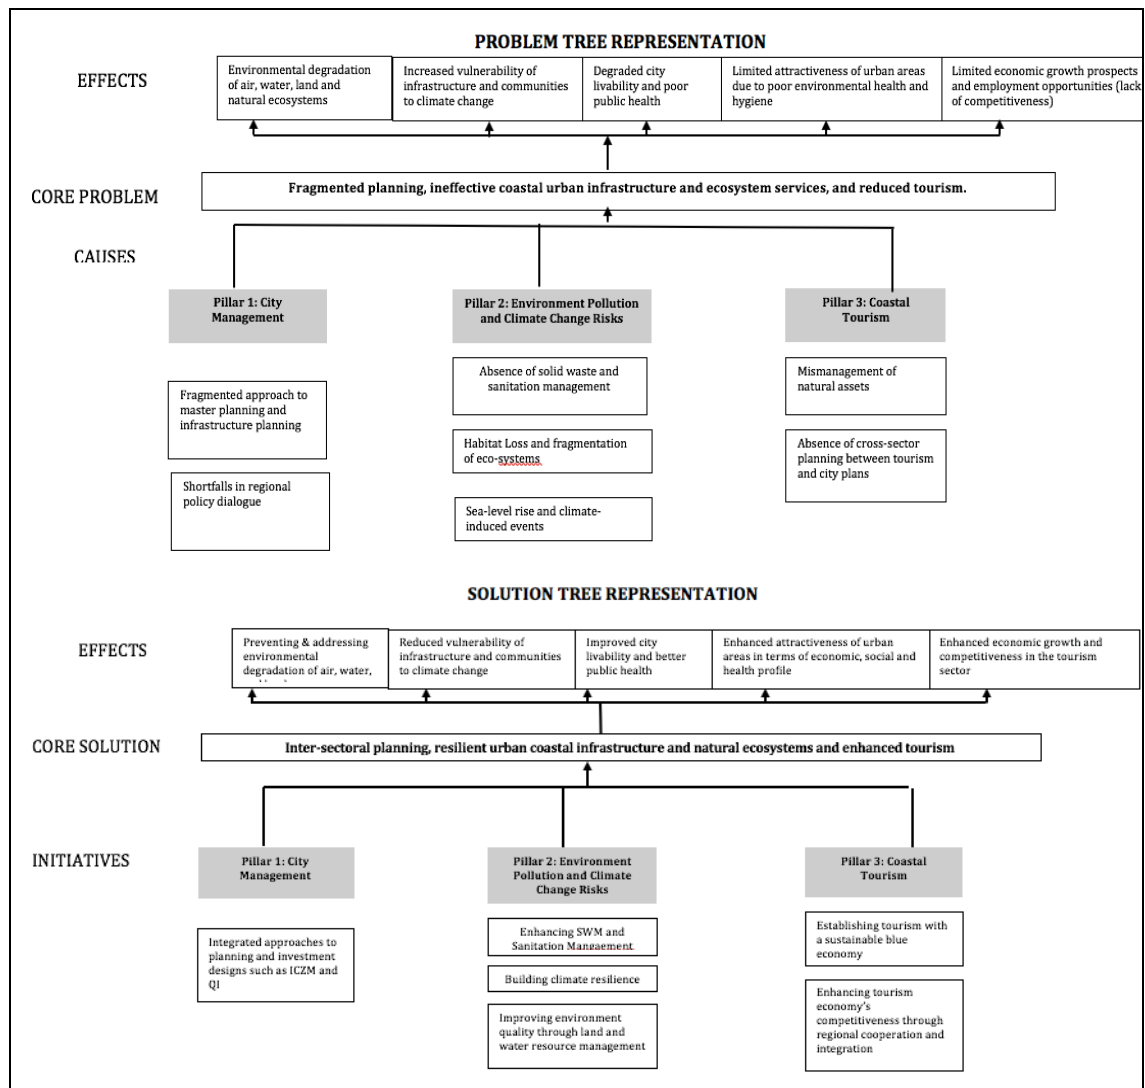 PROBLEM TREE REPRESENTATION
EFFECTS
Environmental degradation
of air, water, land and
natural ecosystems
Increased vulnerability of
infrastructure and communities
to climate change
Degraded city
livability and poor
public health
Limited attractiveness of urban areas
due to poor environmental health and
hygiene
Limited economic growth prospects
and employment opportunities (lack
of competitiveness)
CORE PROBLEM
Fragmented planning, ineffective coastal urban infrastructure and ecosystem services, and reduced tourism.
CAUSES
Pillar 1: City
Management
Fragmented approach to
master planning and
infrastructure planning
Shortfalls in regional
policy dialogue
Pillar 2: Environment Pollution
and Climate Change Risks
Absence of solid waste and
sanitation management
Habitat Loss and fragmentation
of eco-systems
Sea-level rise and climate-
induced events
Pillar 3: Coastal
Tourism
Mismanagement of
natural assets
Absence of cross-sector
planning between tourism
and city plans
SOLUTION TREE REPRESENTATION
EFFECTS
Preventing & addressing
environmental
degradation of air, water,
Reduced vulnerability of
infrastructure and communities
to climate change
Improved city
livability and better
public health
Enhanced attractiveness of urban
areas in terms of economic, social and
health profile
Enhanced economic growth and
competitiveness in the tourism
sector
CORE SOLUTION
Inter-sectoral planning, resilient urban coastal infrastructure and natural ecosystems and enhanced tourism
INITIATIVES
Pillar 1: City
Management
Integrated approaches to
planning and investment
designs such as ICZM and
QI
Pillar 2: Environment
Pollution and Climate
Change Risks
Enhancing SWM and
Sanitation Mangaement
Building climate resilience
Improving environment
quality through land and
water resource management
Pillar 3: Coastal
Tourism
Establishing tourism with
a sustainable blue
economy
Enhancing tourism
economy's
competitiveness through
regional cooperation and
integration